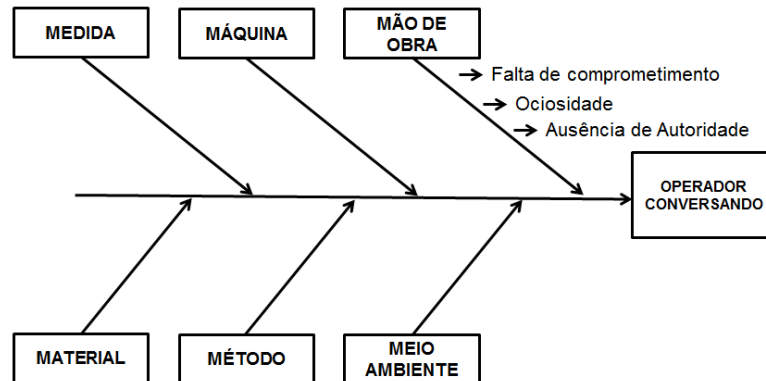 MEDIDA
MÁQUINA
MÃO DE
OBRA
Falta de comprometimento
Ociosidade
Ausência de Autoridade
OPERADOR
CONVERSANDO
MATERIAL
MÉTODO
MEIO
AMBIENTE